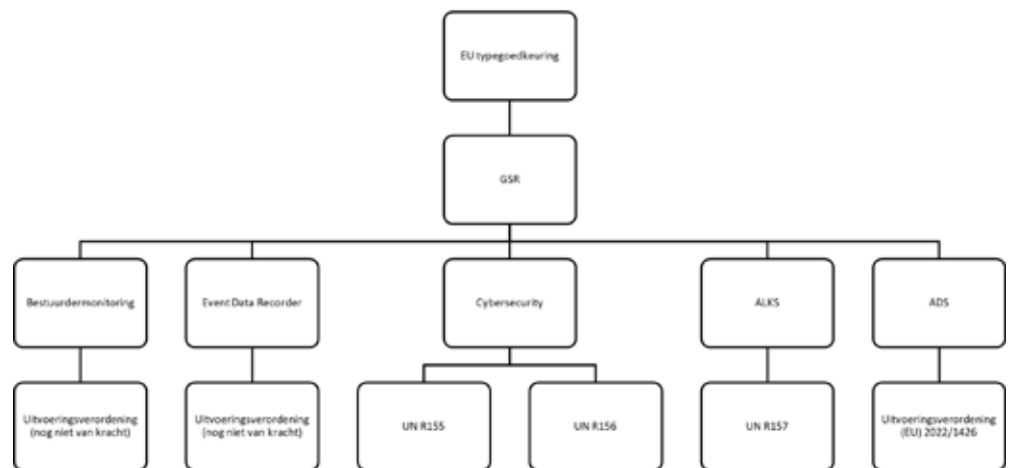 EU typegoedkeuring
GSR
Bestuurdermonitoring
Event Data Recorder
Cybersecurity
ALKS
ADS
Uitvoeringsverordening
(nog niet van kracht)
Uitvoeringsverordening
(nog niet van kracht)
UN R155
UN R156
UN R157
Uitvoeringsverordening
(EU) 2022/1426